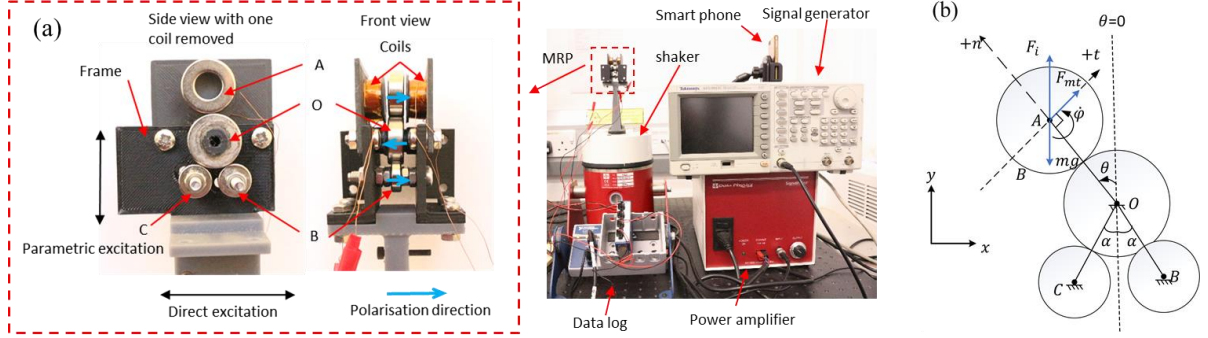 (a)
Side view with one
coil removed
Front view
Coils
Frame
A
O
C
B
Parametric excitation
Direct excitation
Polarisation direction
Smart phone
Signal generator
MRP
shaker
Tektronix
Data log
Power amplifier
(b)
θ=0
+n
F_i
+t
F_mt
A
φ̇
B
mg
θ
y
x
O
α
α
C
B